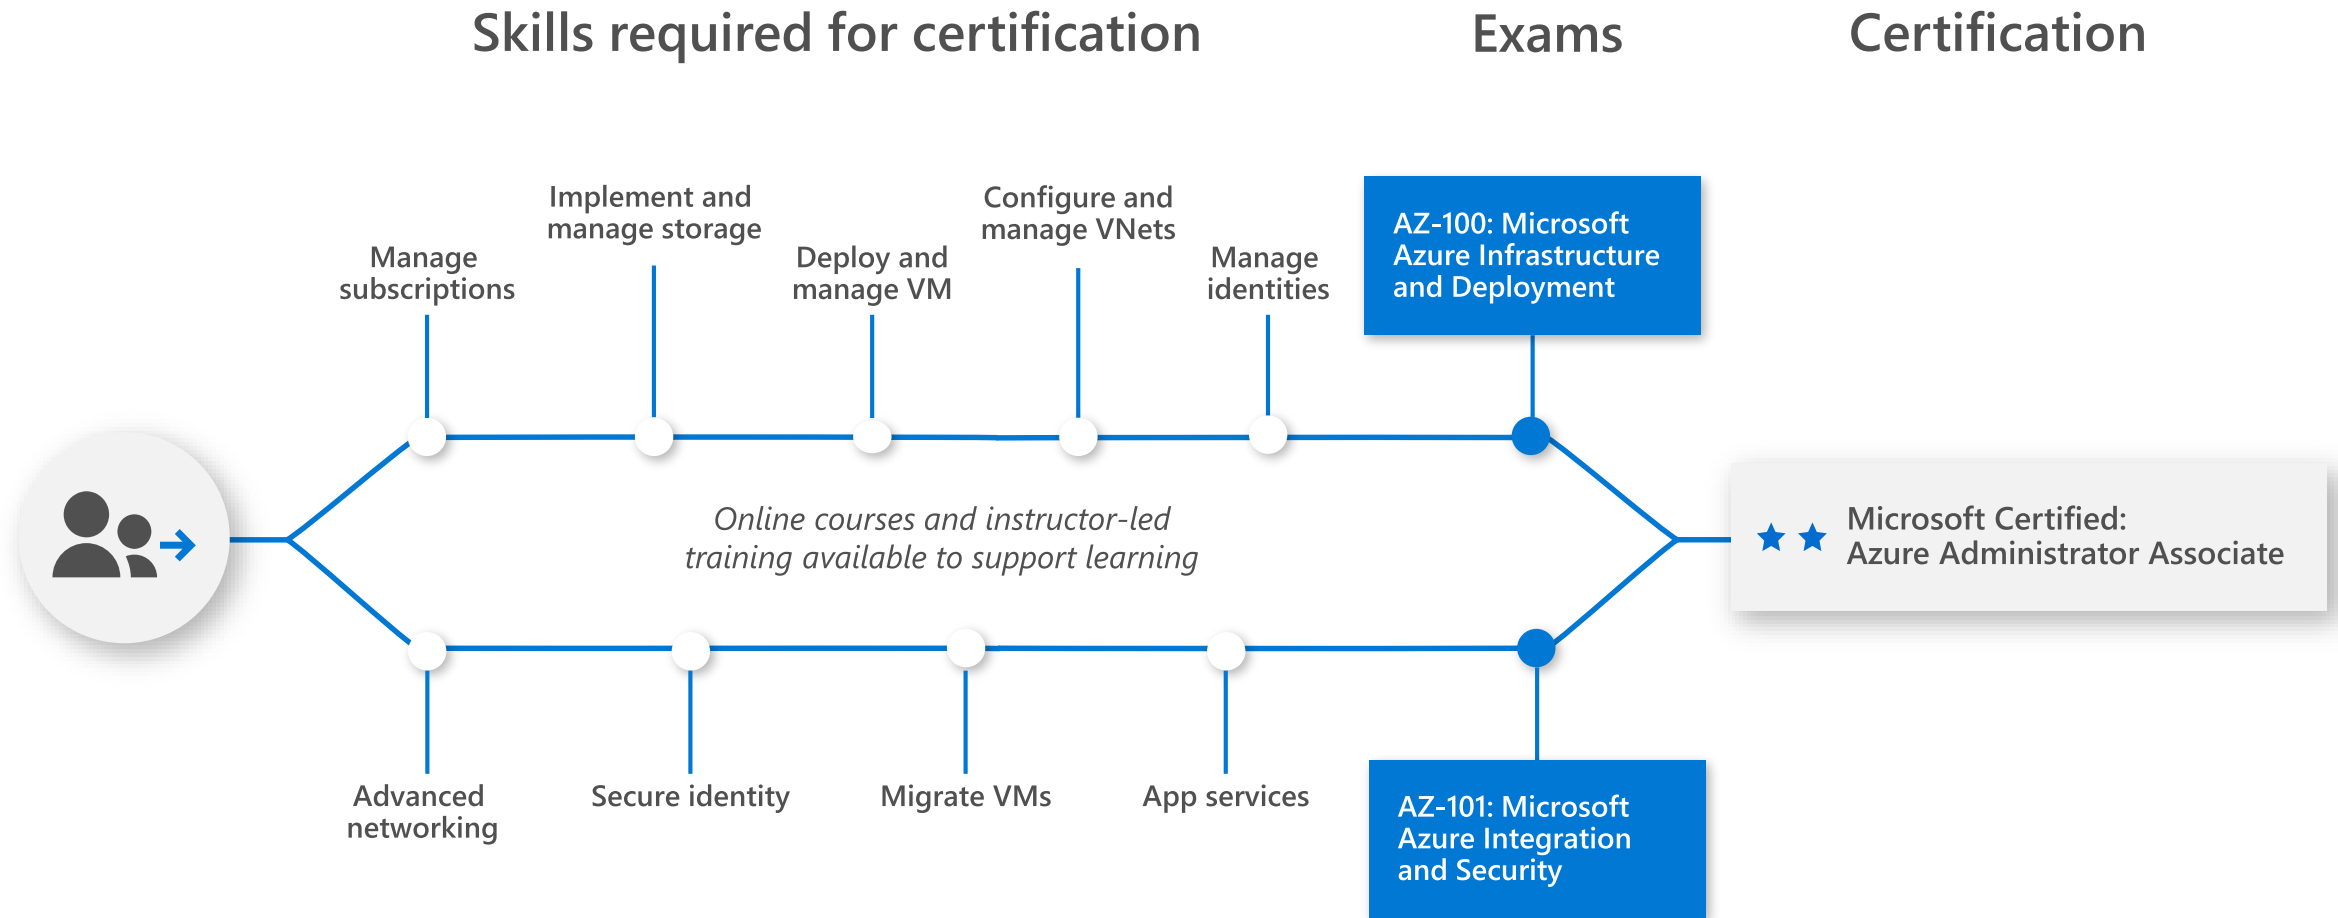 Skills required for certification
Exams
Certification
Manage
subscriptions
Implement and
manage storage
Deploy and
manage VM
Configure and
manage VNets
Manage
identities
AZ-100: Microsoft
Azure Infrastructure
and Deployment
Online courses and instructor-led
training available to support learning
Microsoft Certified:
Azure Administrator Associate
Advanced
networking
Secure identity
Migrate VMs
App services
AZ-101: Microsoft
Azure Integration
and Security